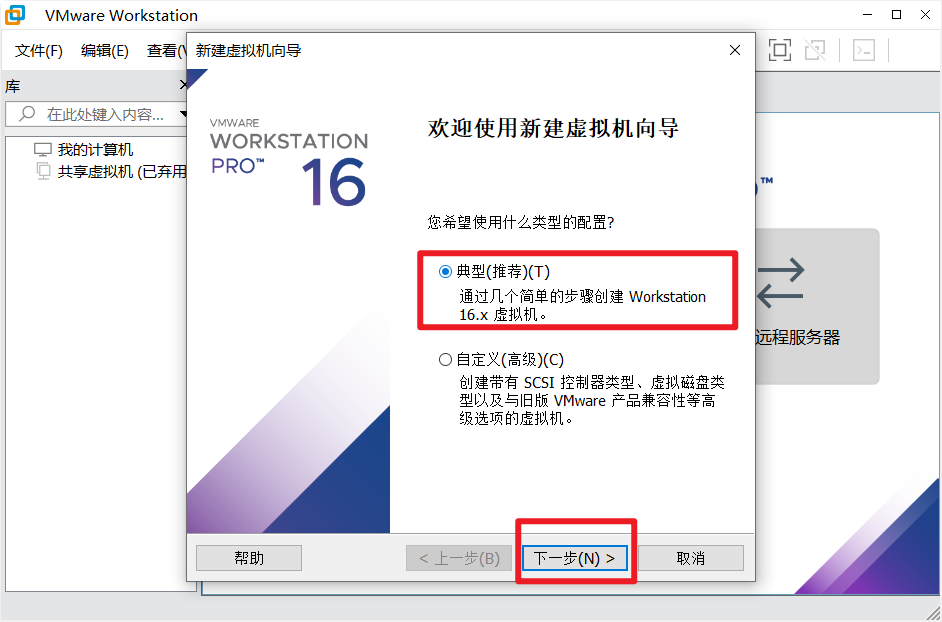 VMware Workstation
文件(F) 编辑(E) 查看(V
新建虚拟机向导
库
在此处键入内容...
我的计算机
共享虚拟机 (已弃用
VMWARE
WORKSTATION
PRO™
16
欢迎使用新建虚拟机向导
您希望使用什么类型的配置?
典型(推荐)(T)
通过几个简单的步骤创建 Workstation
16.x 虚拟机。
自定义(高级)(C)
创建带有 SCSI 控制器类型、虚拟磁盘类
型以及与旧版 VMware 产品兼容性等高
级选项的虚拟机。
™
远程服务器
帮助
< 上一步(B)
下一步(N) >
取消